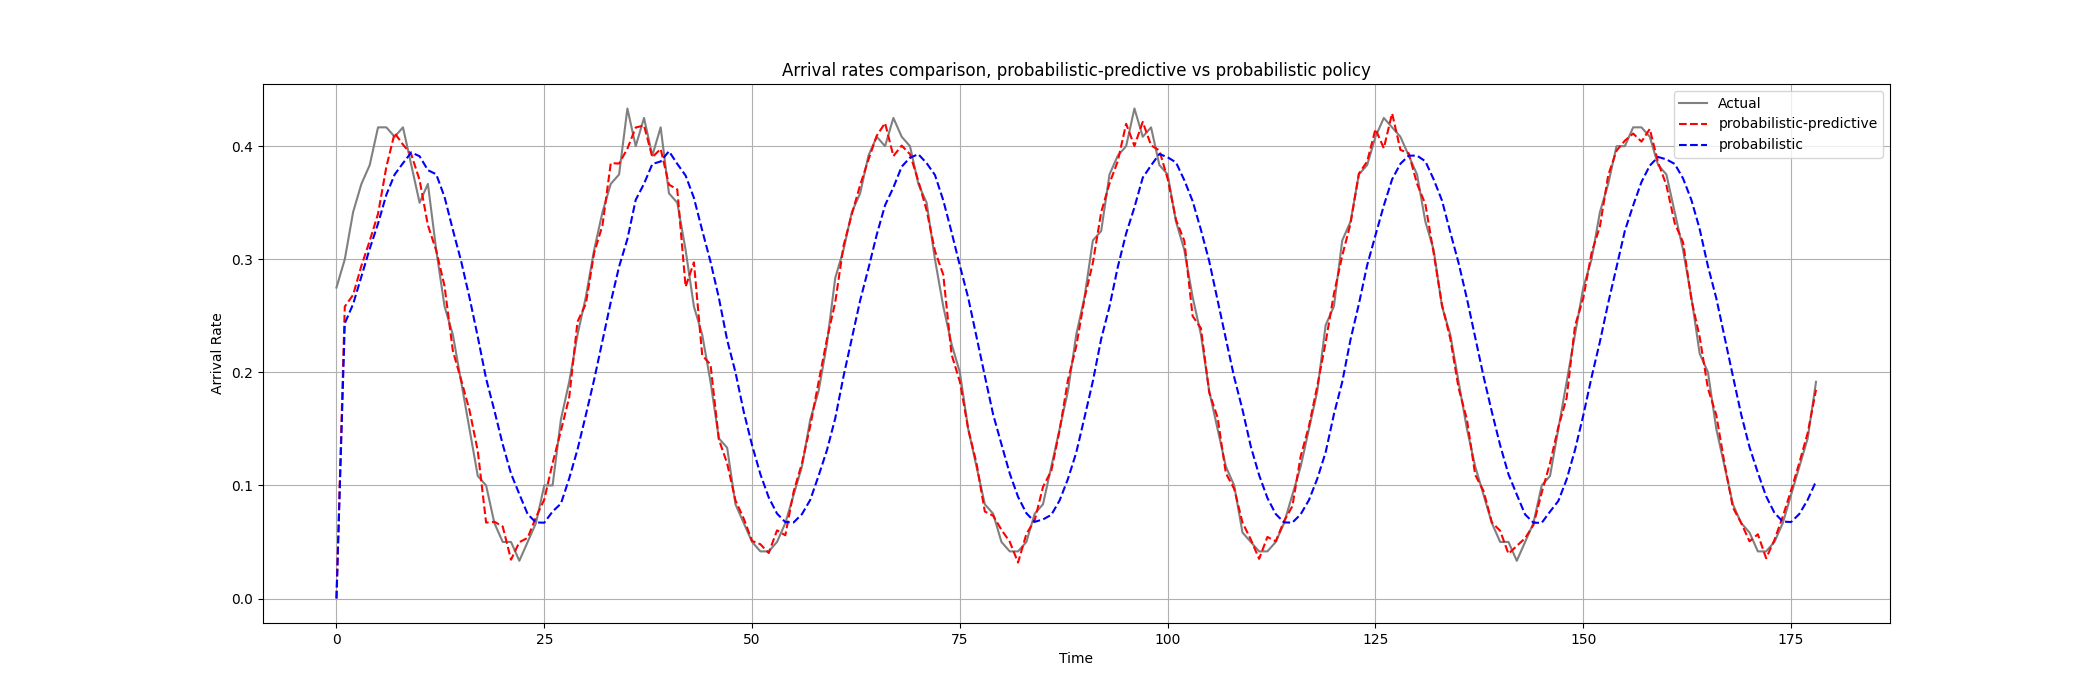 Arrival rates comparison, probabilistic-predictive vs probabilistic policy
Actual
probabilistic-predictive
probabilistic
Arrival Rate
0.4
0.3
0.2
0.1
0.0
0 25 50 75 100 125 150 175
Time